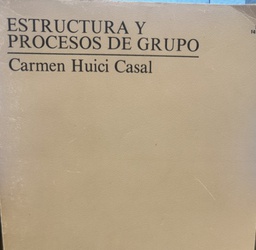 ESTRUCTURA Y
PROCESOS DE GRUPO
Carmen Huici Casal